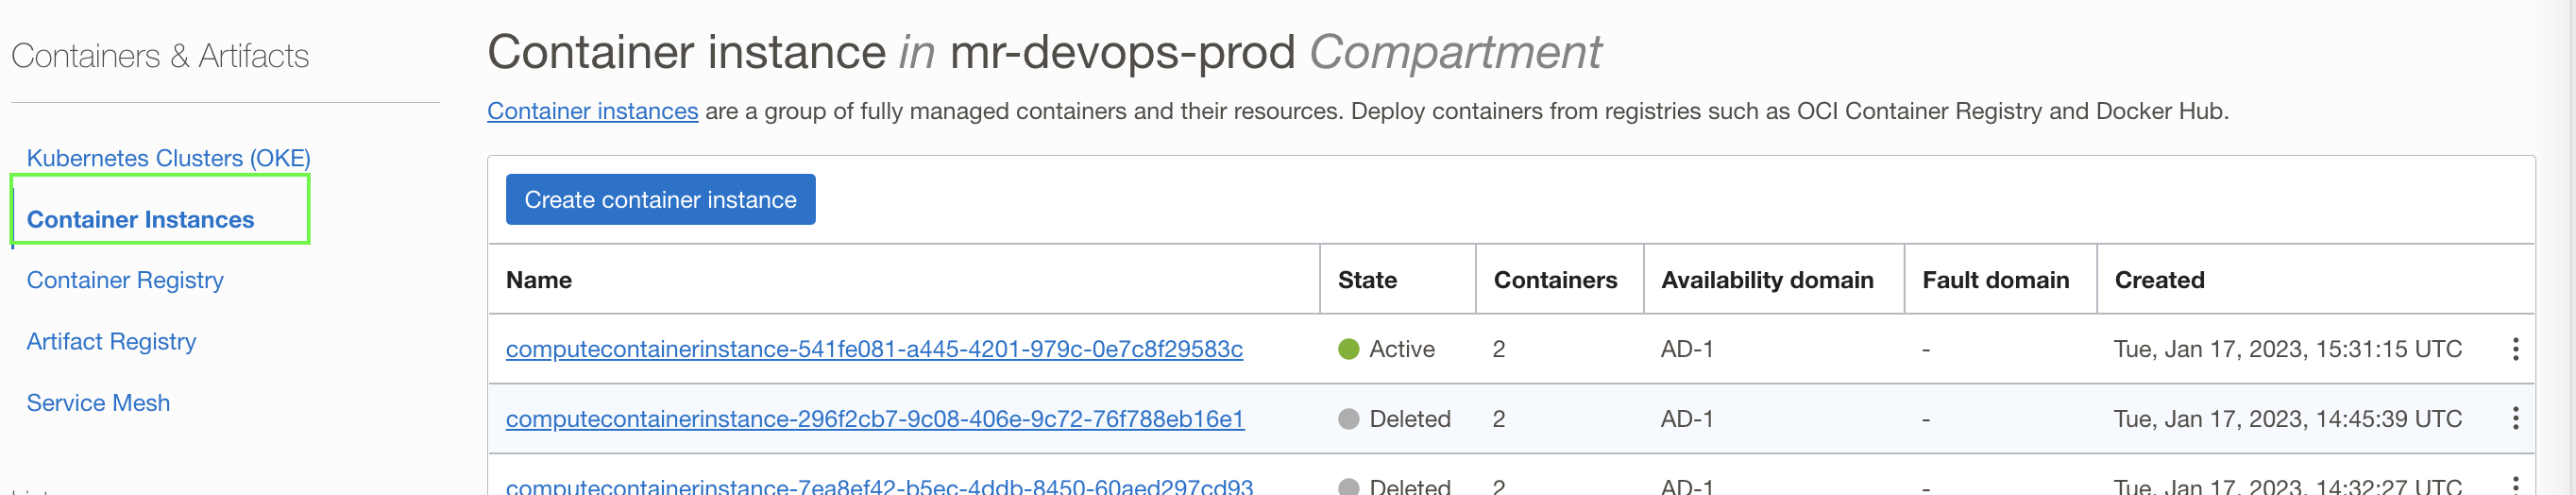 Containers & Artifacts
Kubernetes Clusters (OKE)
Container Instances
Container Registry
Artifact Registry
Service Mesh
Container instance in mr-devops-prod Compartment
Container instances are a group of fully managed containers and their resources. Deploy containers from registries such as OCI Container Registry and Docker Hub.
Create container instance
Name State Containers Availability domain Fault domain Created
computecontainerinstance-541fe081-a445-4201-979c-0e7c8f29583c Active 2 AD-1 - Tue, Jan 17, 2023, 15:31:15 UTC
computecontainerinstance-296f2cb7-9c08-406e-9c72-76f788eb16e1 Deleted 2 AD-1 - Tue, Jan 17, 2023, 14:45:39 UTC
computecontainerinstance-7ea8ef42-b5ec-4ddb-8450-60aed297cd93 Deleted 2 AD-1 - Tue, Jan 17, 2023, 14:32:27 UTC